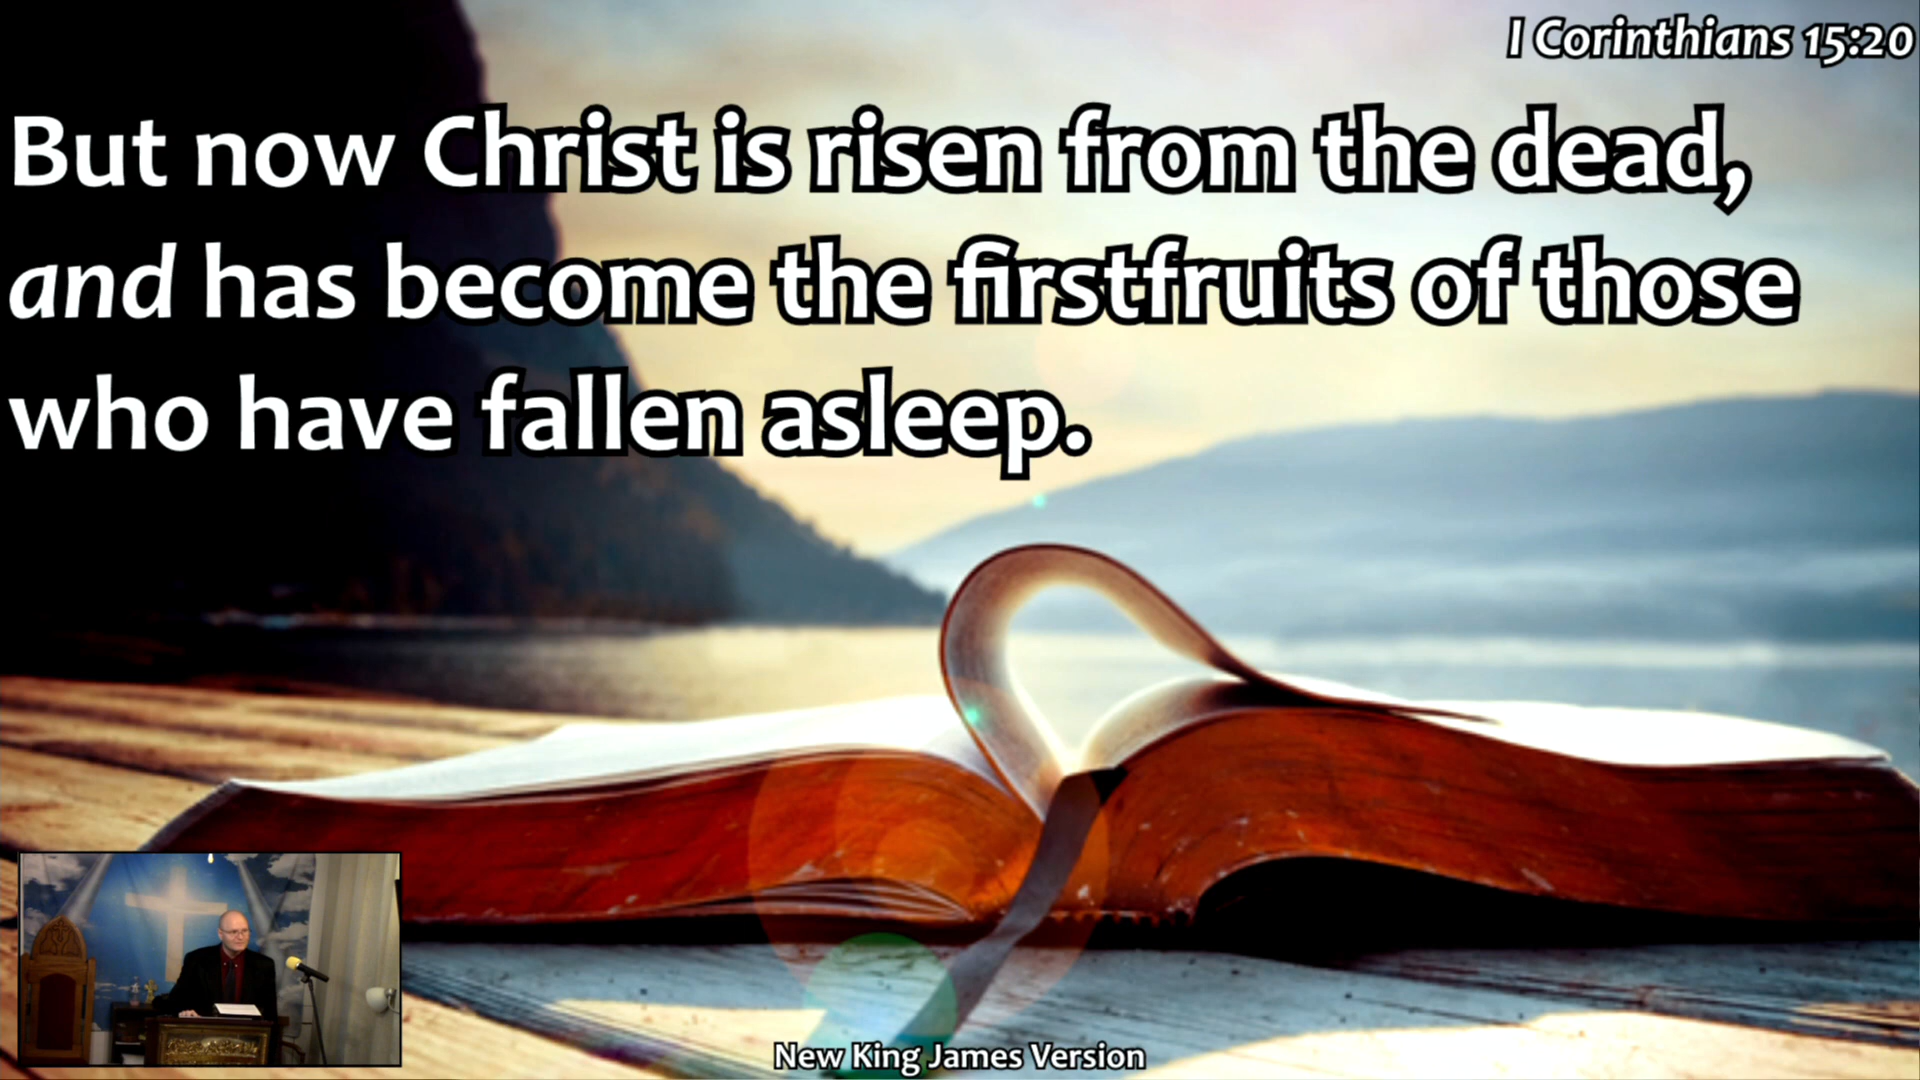 I Corinthians 15:20
But now Christ is risen from the dead,
and has become the firstfruits of those
who have fallen asleep.
New King James Version